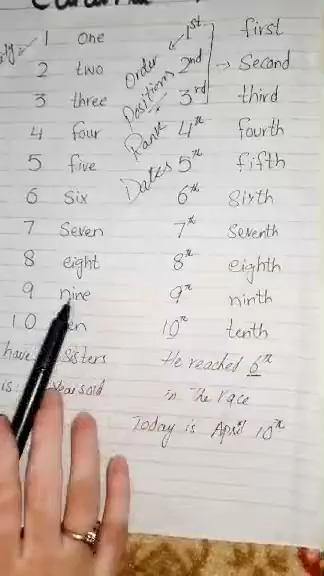 1 one 1st first
2 two 2nd → Second
3 three 3rd third
4 four 4th fourth
5 five 5th fifth
6 Six 6th Sixth
7 Seven 7th Seventh
8 eight 8th eighth
9 nine 9th ninth
10 10th tenth
Order
Positions
Rank
Dates
have sisters
is
He reached 6th
in The race
Today is April 10th